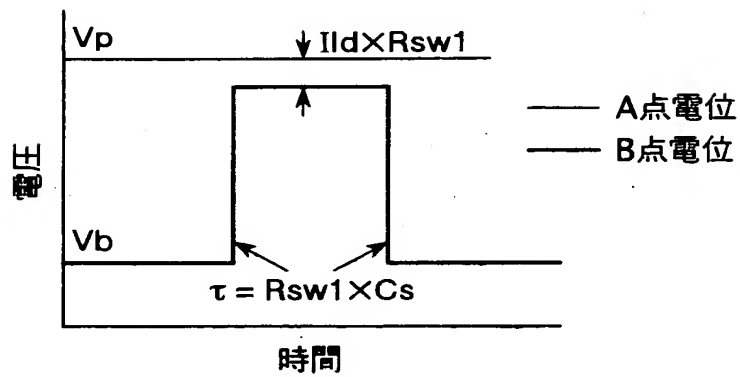 Vp
Ild×Rsw1
A点電位
B点電位
電圧
Vb
τ = Rsw1×Cs
時間